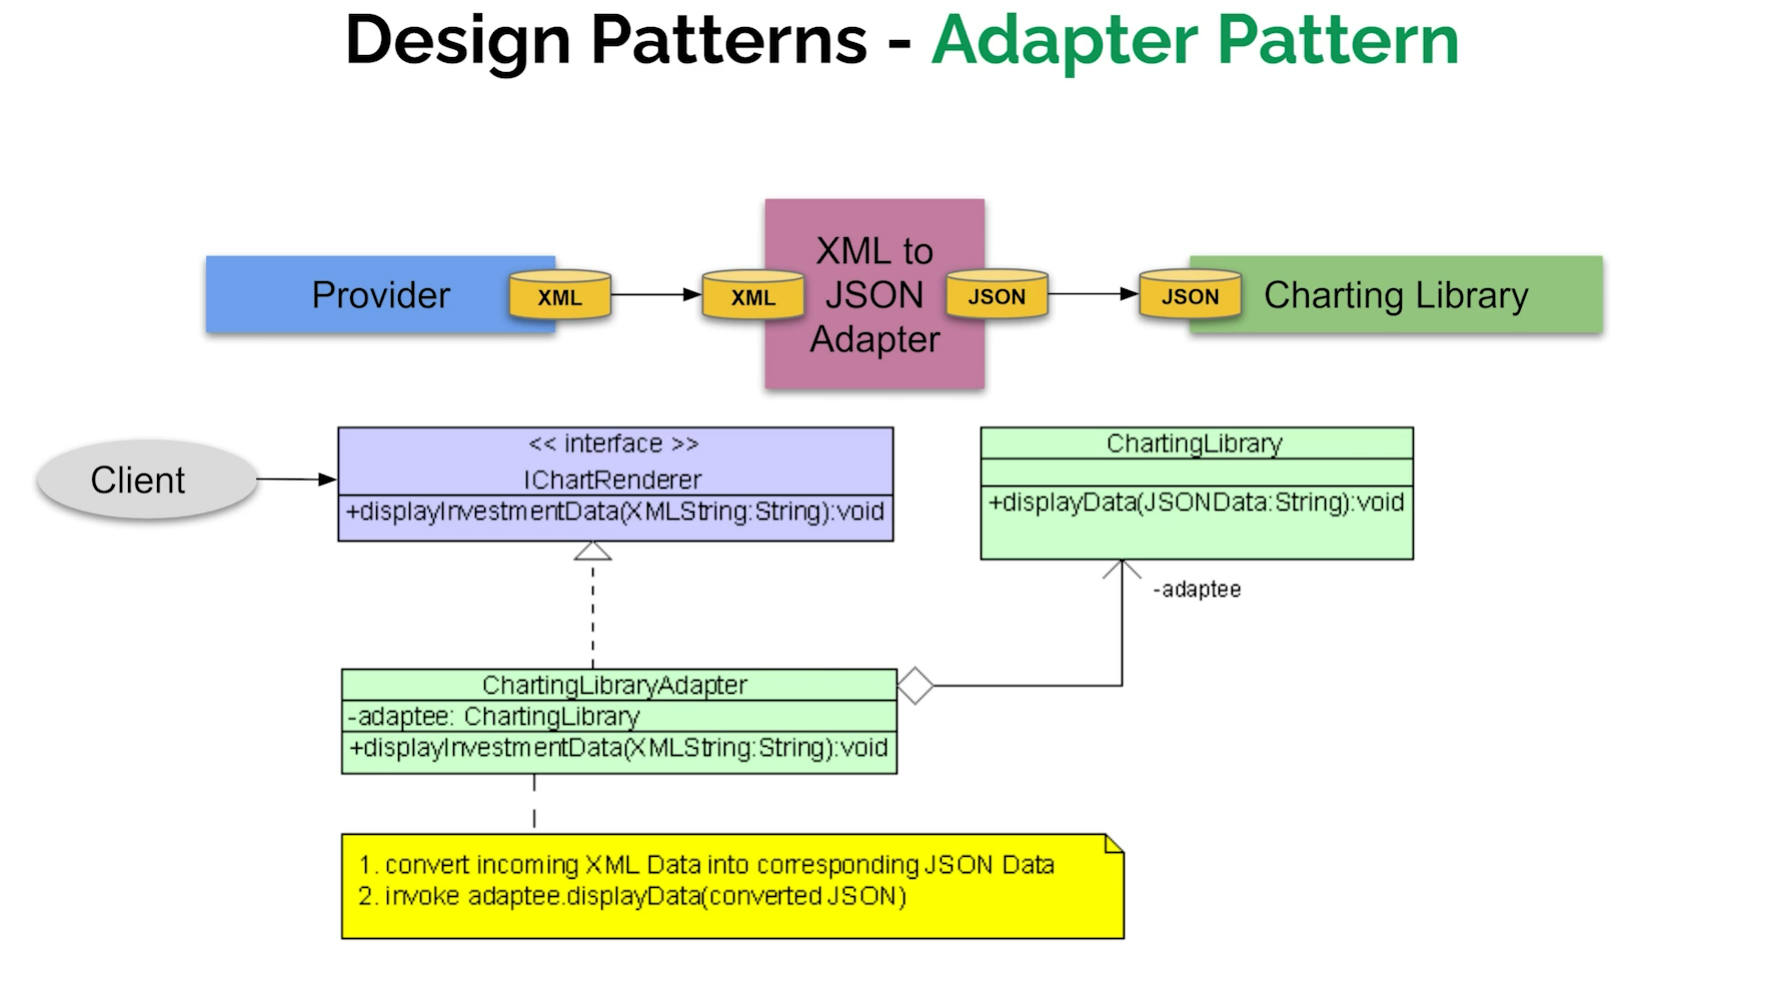 Design Patterns - Adapter Pattern
Provider
XML
XML
XML to
JSON
Adapter
JSON
JSON
Charting Library
Client
<< interface >>
IChartRenderer
+displayInvestmentData(XMLString:String):void
ChartingLibrary
+displayData(JSONData:String):void
-adaptee
ChartingLibraryAdapter
-adaptee: ChartingLibrary
+displayInvestmentData(XMLString:String):void
1. convert incoming XML Data into corresponding JSON Data
2. invoke adaptee.displayData(converted JSON)